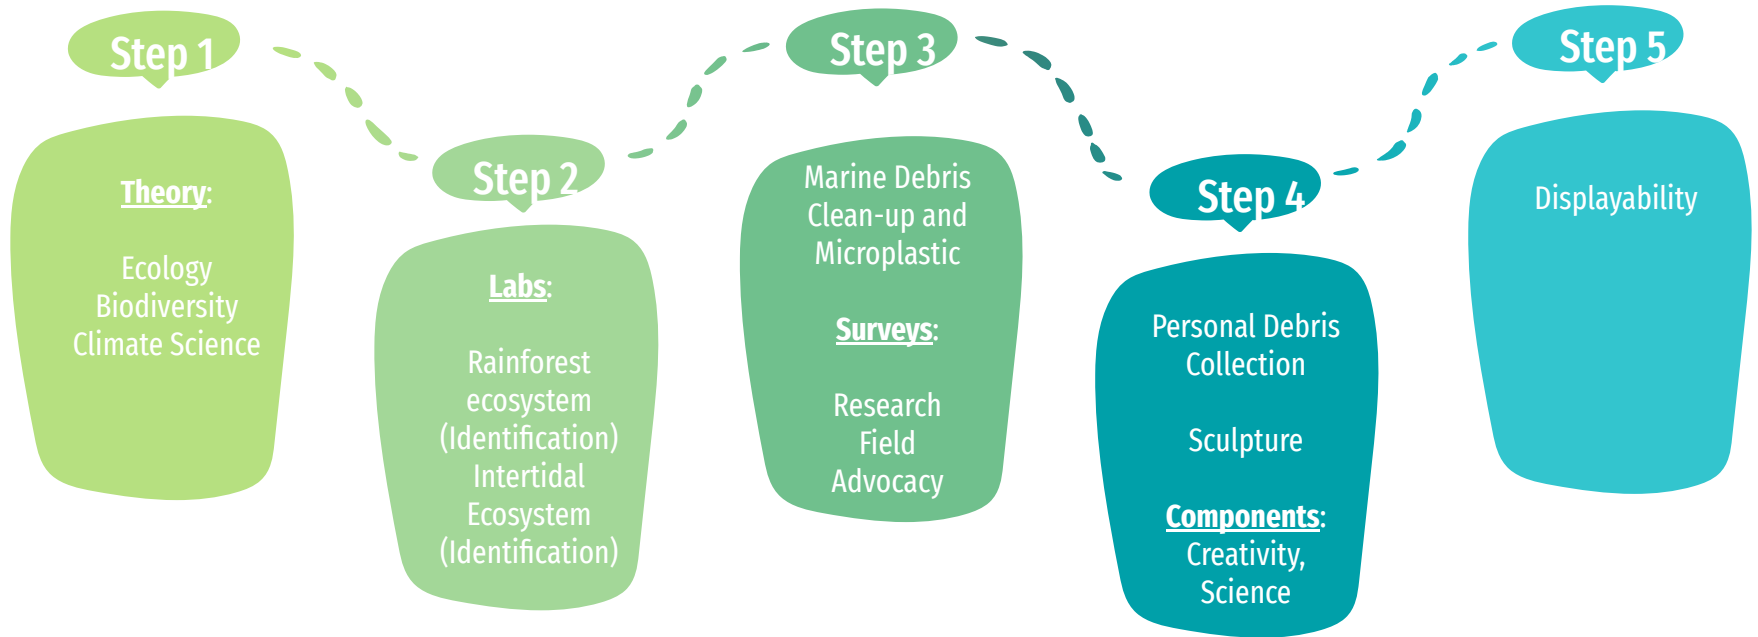 Step 1
Theory:
Ecology
Biodiversity
Climate Science
Step 2
Labs:
Rainforest
ecosystem
(Identification)
Intertidal
Ecosystem
(Identification)
Step 3
Marine Debris
Clean-up and
Microplastic
Surveys:
Research
Field
Advocacy
Step 4
Personal Debris
Collection
Sculpture
Components:
Creativity,
Science
Step 5
Displayability